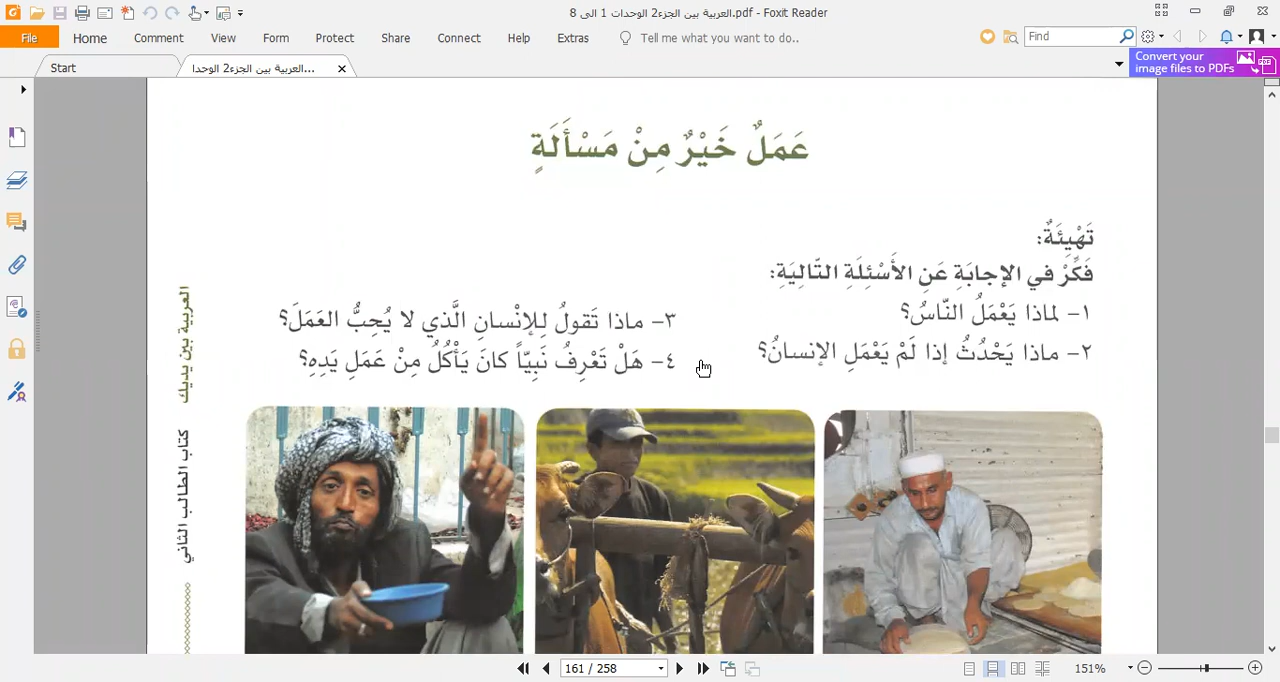 العربية بين الجزء2 الوحدات 1 الى 8.pdf - Foxit Reader
File Home Comment View Form Protect Share Connect Help Extras Tell me what you want to do.. Find
Start العربية بين الجزء2 الوحدا...
Convert your
image files to PDFs
عَمَلٌ خَيْرٌ مِنْ مَسْأَلَةٍ
تَهْيِئَةٌ:
فَكِّرْ في الإجابَةِ عَنِ الأَسْئِلَةِ التّالِيَةِ:
١- لماذا يَعْمَلُ النّاسُ؟
٢- ماذا يَحْدُثُ إذا لَمْ يَعْمَلِ الإنسانُ؟
٣- ماذا تَقولُ لِلإنْسانِ الَّذي لا يُحِبُّ العَمَلَ؟
٤- هَلْ تَعْرِفُ نَبِيّاً كانَ يَأْكُلُ مِنْ عَمَلِ يَدِهِ؟
العربية بين يديك
كتاب الطالب الثاني
161 / 258
151%